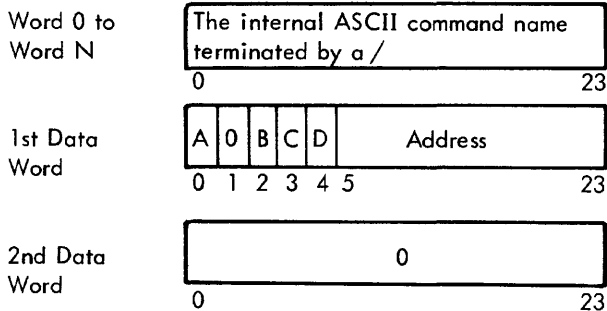 Word 0 to
Word N
The internal ASCII command name
terminated by a /
0 23
1st Data
Word
A 0 B C D Address
0 1 2 3 4 5 23
2nd Data
Word
0
0 23